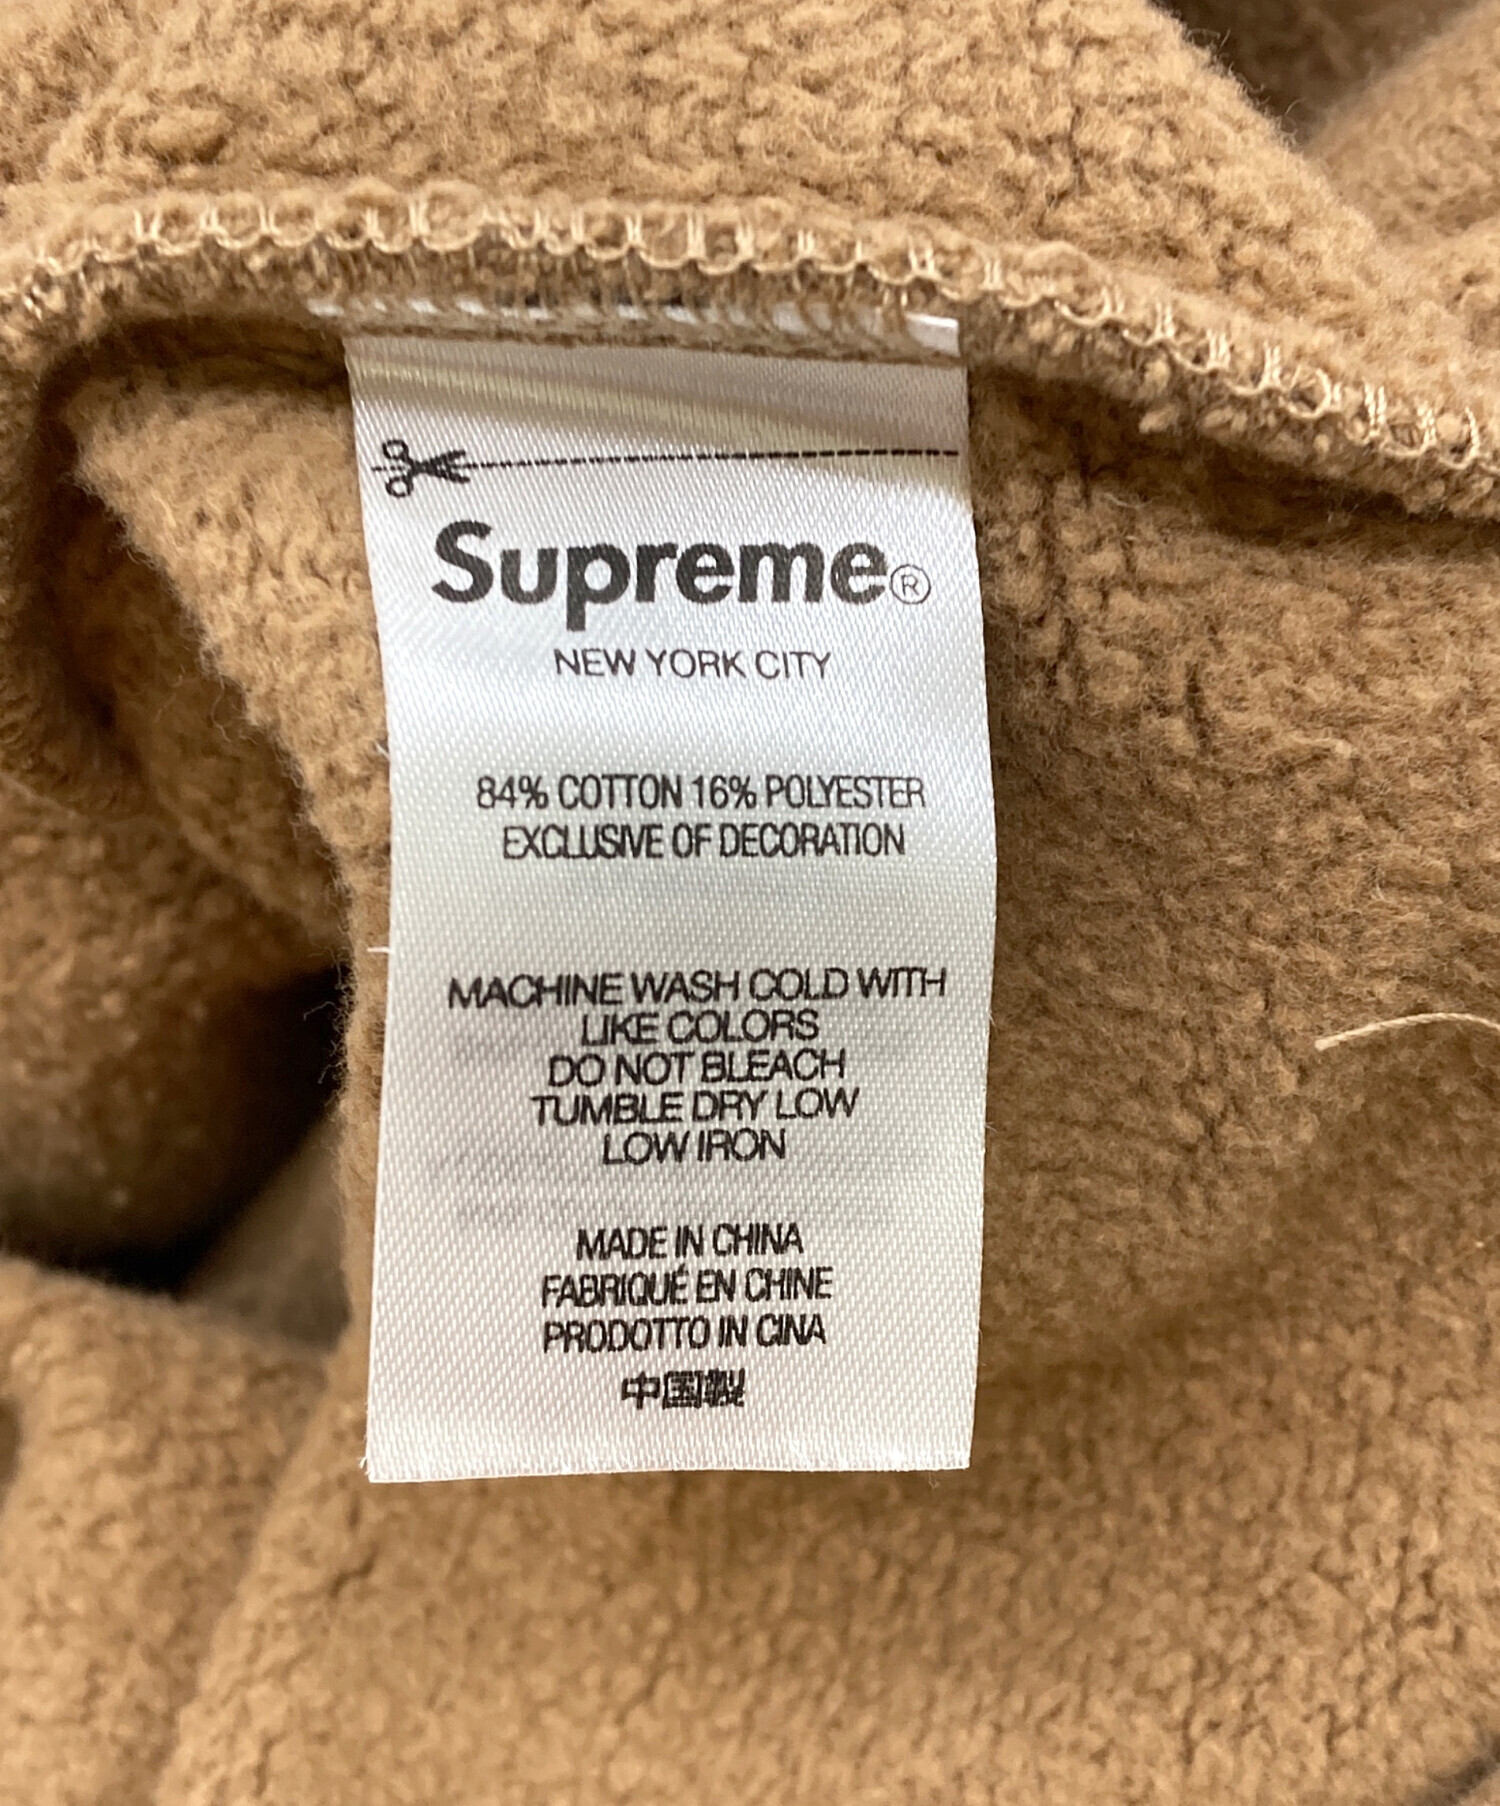 Supreme®
NEW YORK CITY
84% COTTON 16% POLYESTER
EXCLUSIVE OF DECORATION
MACHINE WASH COLD WITH
LIKE COLORS
DO NOT BLEACH
TUMBLE DRY LOW
LOW IRON
MADE IN CHINA
FABRIQUÉ EN CHINE
PRODOTTO IN CINA
中国製